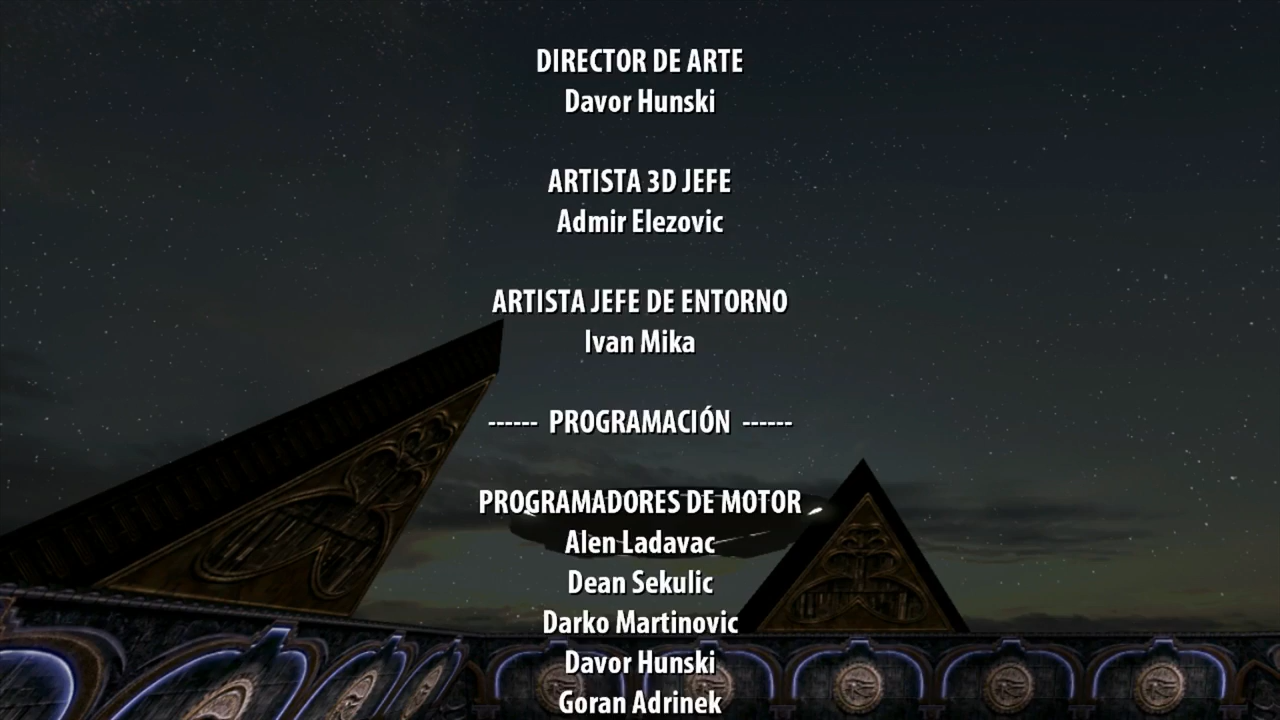 DIRECTOR DE ARTE
Davor Hunski
ARTISTA 3D JEFE
Admir Elezovic
ARTISTA JEFE DE ENTORNO
Ivan Mika
------ PROGRAMACIÓN ------
PROGRAMADORES DE MOTOR
Alen Ladavac
Dean Sekulic
Darko Martinovic
Davor Hunski
Goran Adrinek